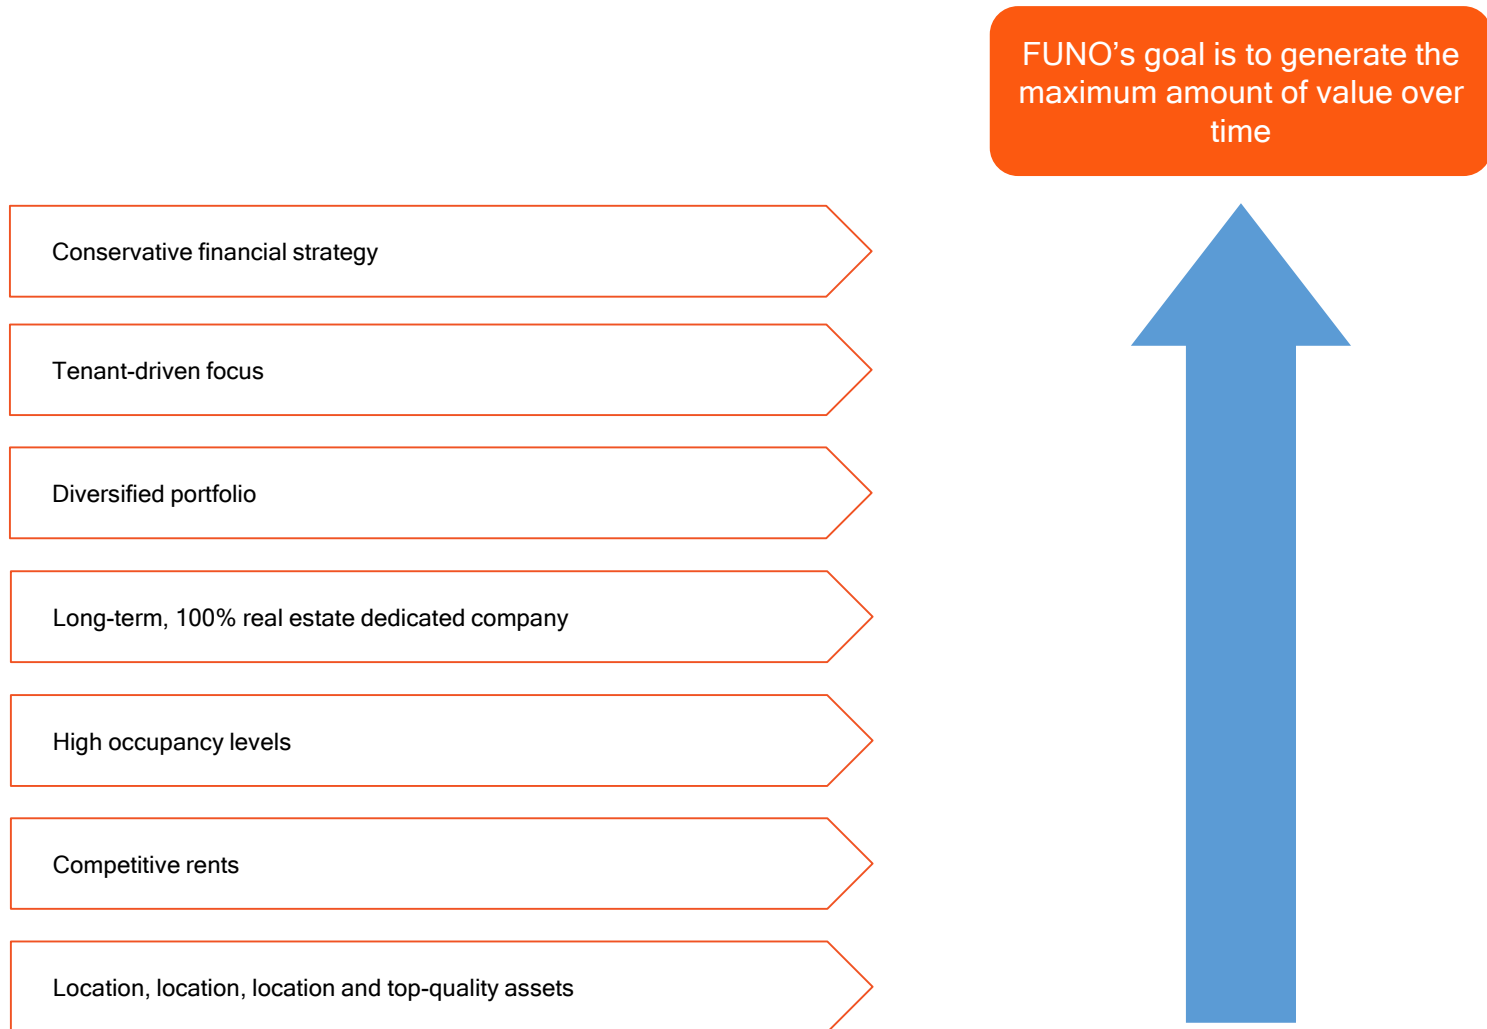 FUNO’s goal is to generate the
maximum amount of value over
time
Conservative financial strategy
Tenant-driven focus
Diversified portfolio
Long-term, 100% real estate dedicated company
High occupancy levels
Competitive rents
Location, location, location and top-quality assets